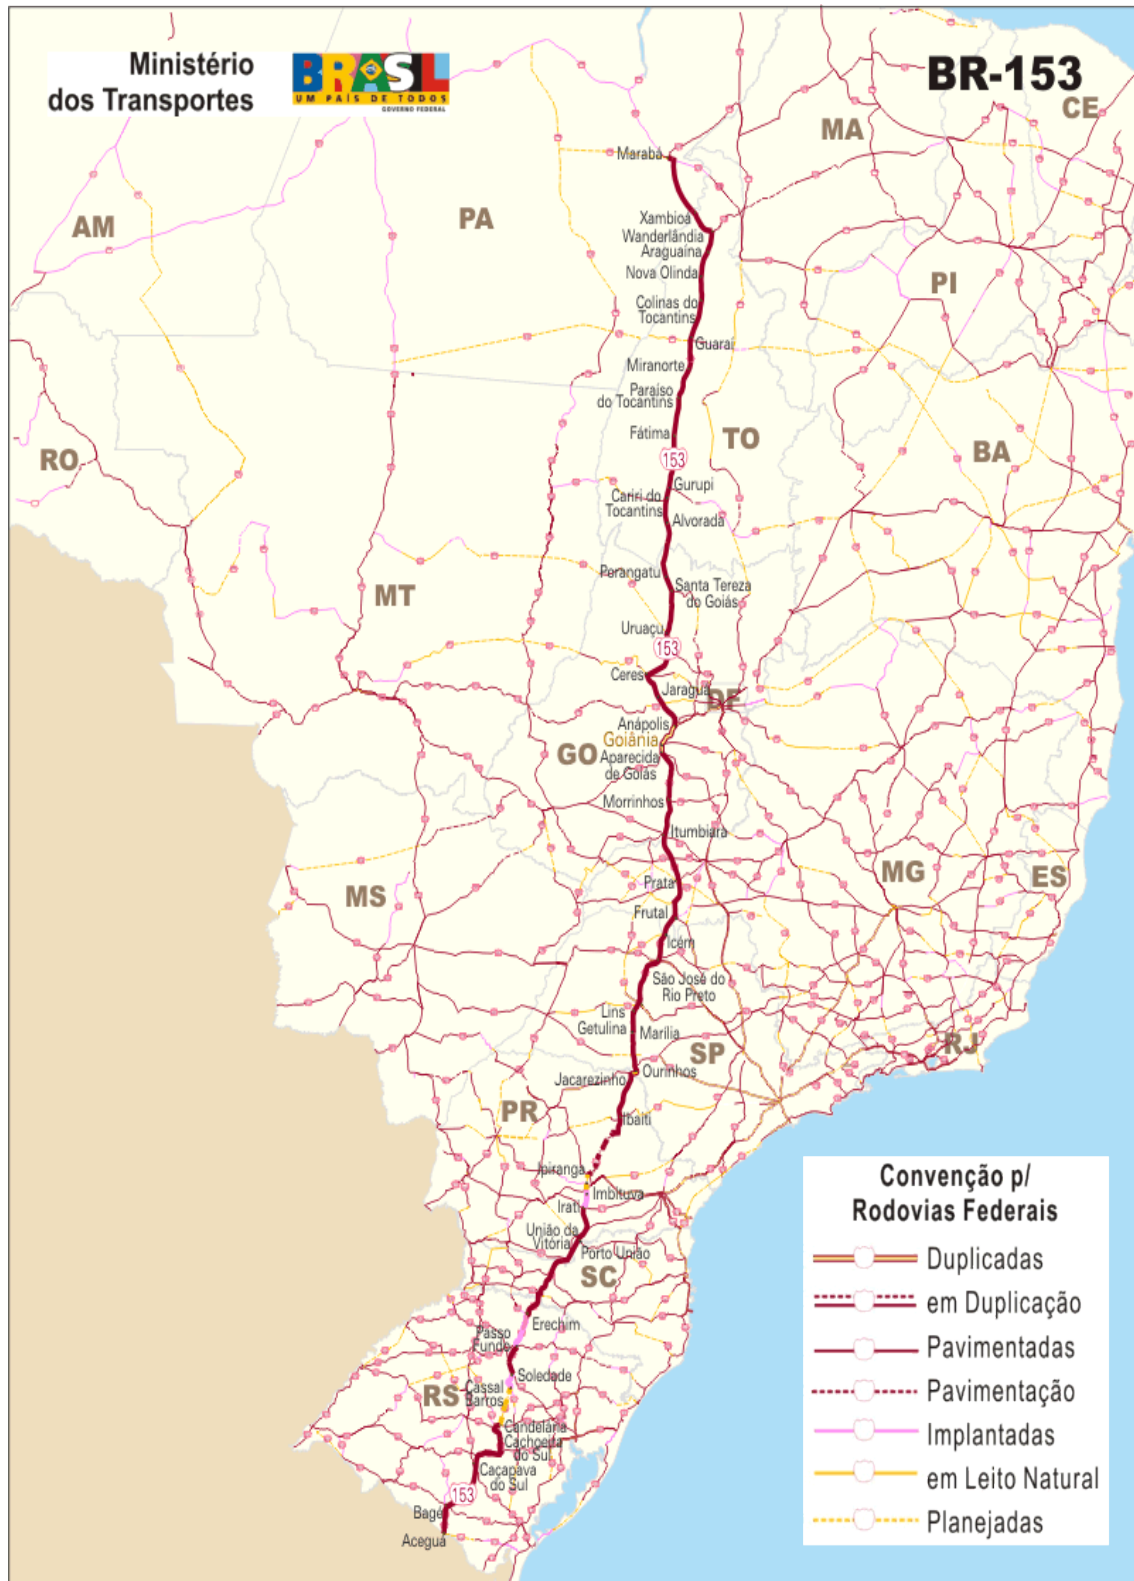 Ministério
dos Transportes
BRASIL
UM PAÍS DE TODOS
GOVERNO FEDERAL
BR-153
CE
MA
Marabá
PA
AM
Xambioá
Wanderlândia
Araguaína
Nova Olinda
PI
Colinas do
Tocantins
Guaraí
Miranorte
Paraíso
do Tocantins
Fátima
TO
BA
RO
153
Gurupi
Cariri do
Tocantins
Alvorada
Porangatu
Santa Tereza
do Goiás
MT
Uruaçu
153
Ceres
Jaraguá
DF
Anápolis
Goiânia
GO
Aparecida
de Goiás
Morrinhos
Itumbiara
MG
ES
Prata
MS
Frutal
Icém
São José do
Rio Preto
Lins
Getulina
Marília
SP
RJ
Ourinhos
Jacarezinho
PR
Ibaiti
Ipiranga
Imbituva
Irati
União da
Vitória
Porto União
SC
Erechim
Passo
Fundo
Soledade
RS
Cassal
Barros
Candelária
Cachoeira
do Sul
Caçapava
do Sul
153
Bagé
Aceguá
Convenção p/
Rodovias Federais
Duplicadas
em Duplicação
Pavimentadas
Pavimentação
Implantadas
em Leito Natural
Planejadas